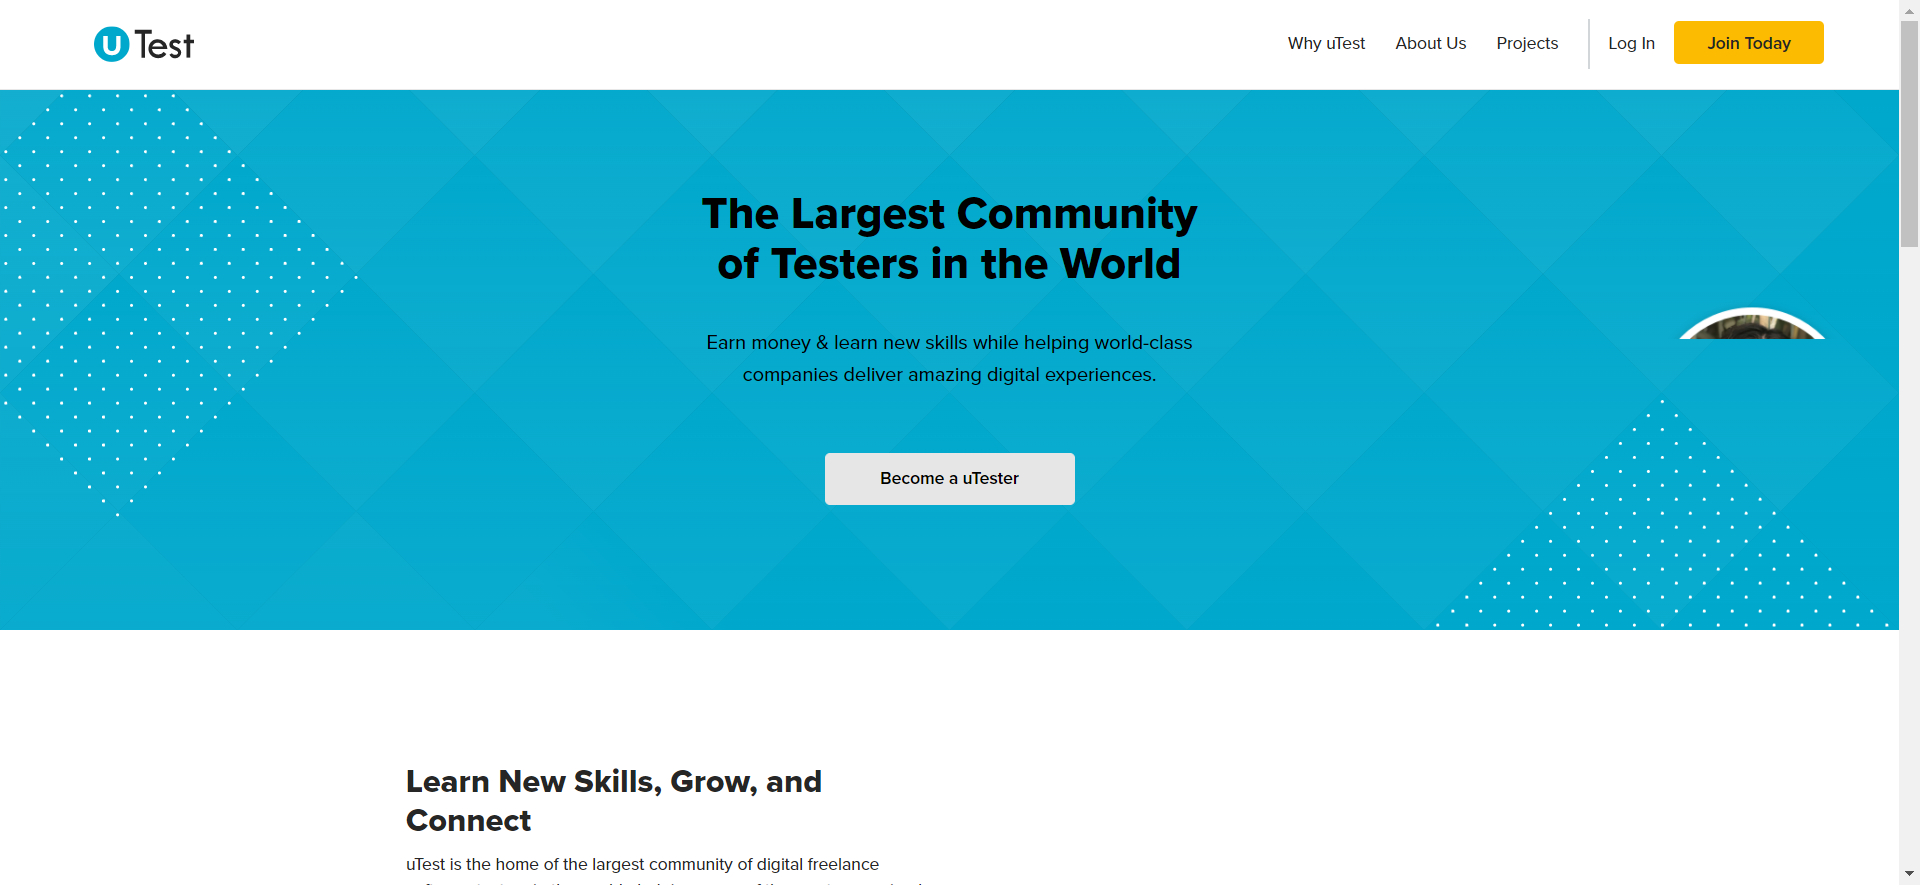 uTest
Why uTest
About Us
Projects
Log In
Join Today
The Largest Community
of Testers in the World
Earn money & learn new skills while helping world-class
companies deliver amazing digital experiences.
Become a uTester
Learn New Skills, Grow, and
Connect
uTest is the home of the largest community of digital freelance